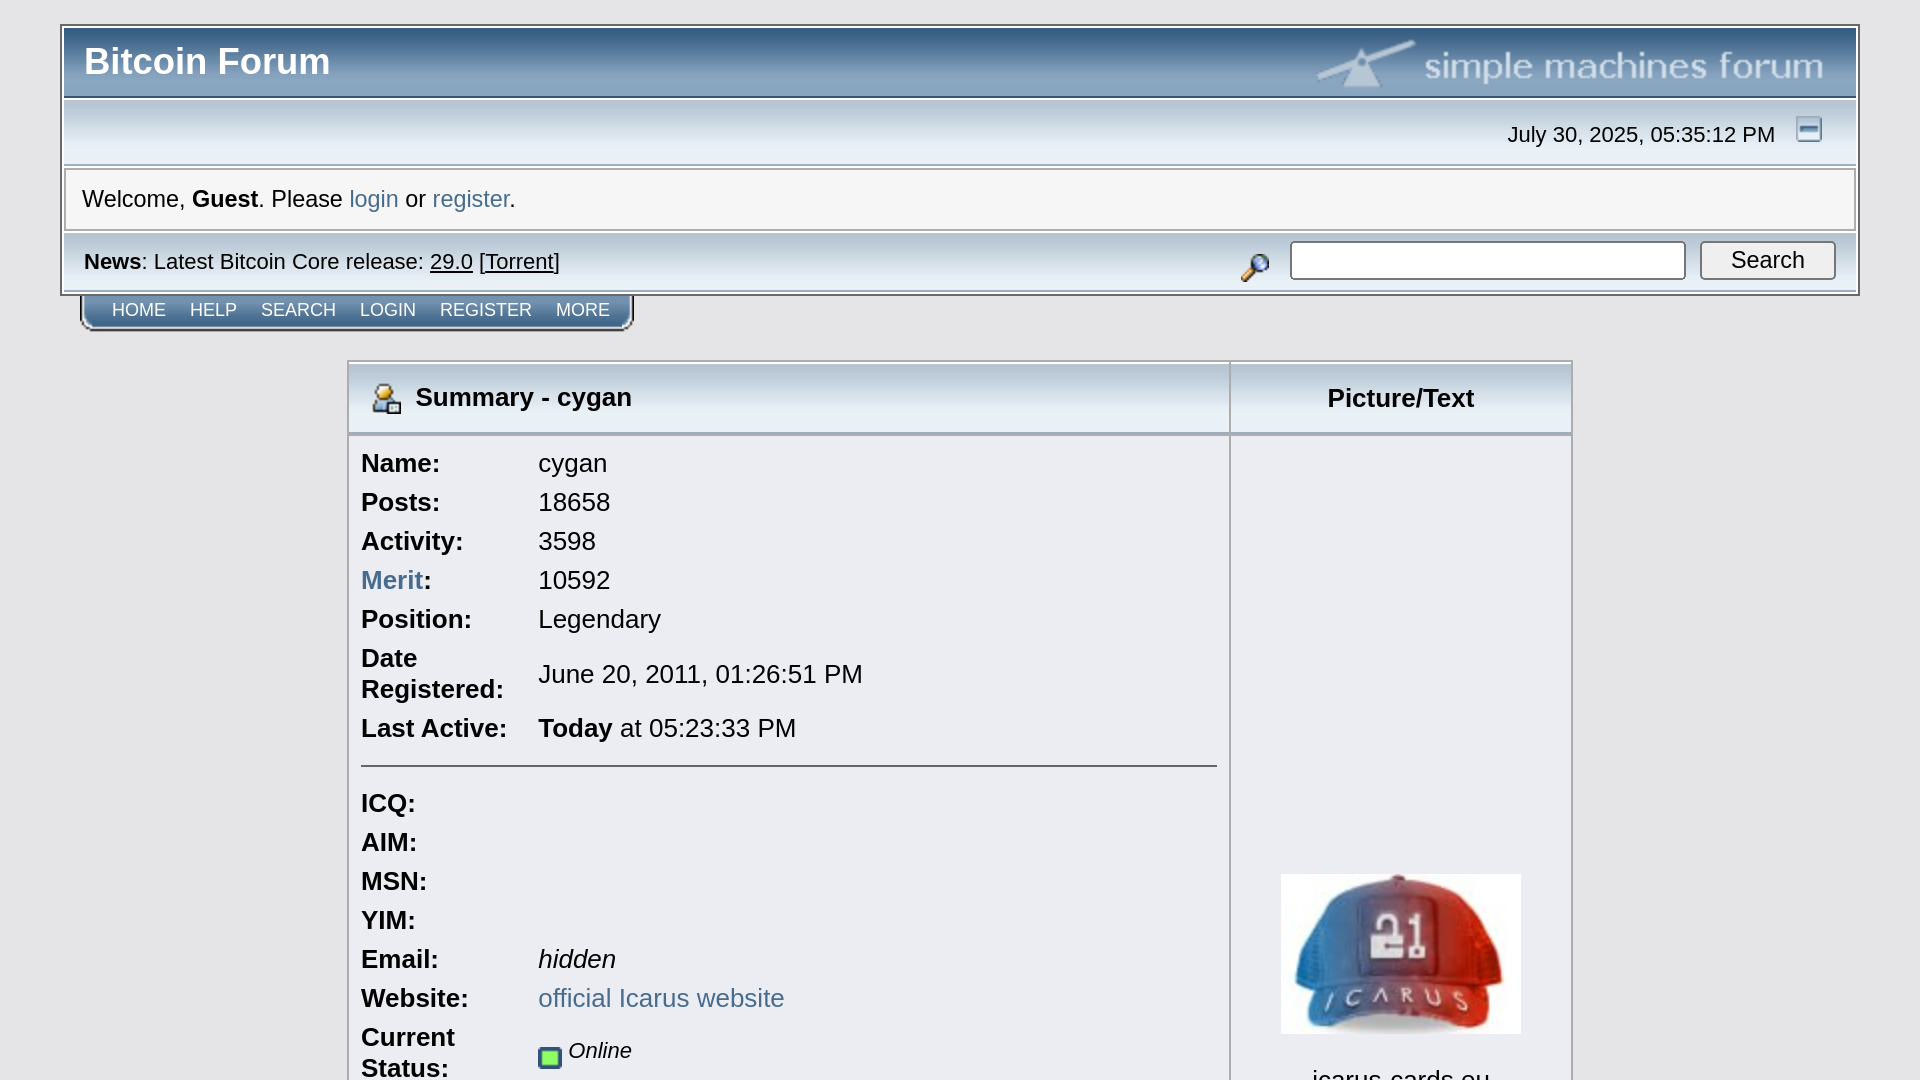 Bitcoin Forum
simple machines forum
July 30, 2025, 05:35:12 PM
Welcome, Guest. Please login or register.
News: Latest Bitcoin Core release: 29.0 [Torrent]
Search
HOME HELP SEARCH LOGIN REGISTER MORE
Summary - cygan
Picture/Text
Name: cygan
Posts: 18658
Activity: 3598
Merit: 10592
Position: Legendary
Date
Registered: June 20, 2011, 01:26:51 PM
Last Active: Today at 05:23:33 PM
ICQ:
AIM:
MSN:
YIM:
Email: hidden
Website: official Icarus website
Current
Status: Online
21
ICARUS
icarus-cards.eu